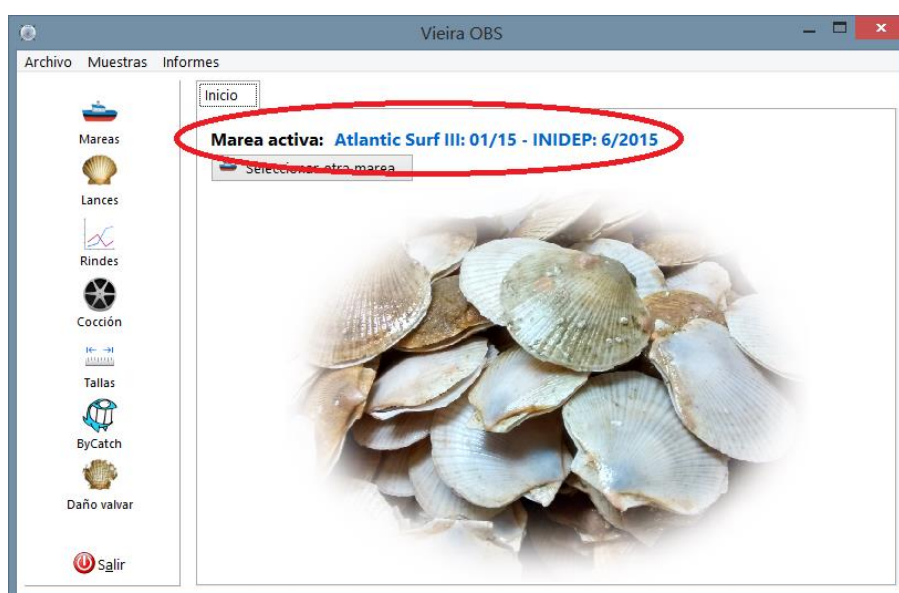 Vieira OBS
Archivo Muestras Informes
Inicio
Marea activa: Atlantic Surf III: 01/15 - INIDEP: 6/2015
Seleccionar otra marea
Mareas
Lances
Rindes
Cocción
Tallas
ByCatch
Daño valvar
Salir